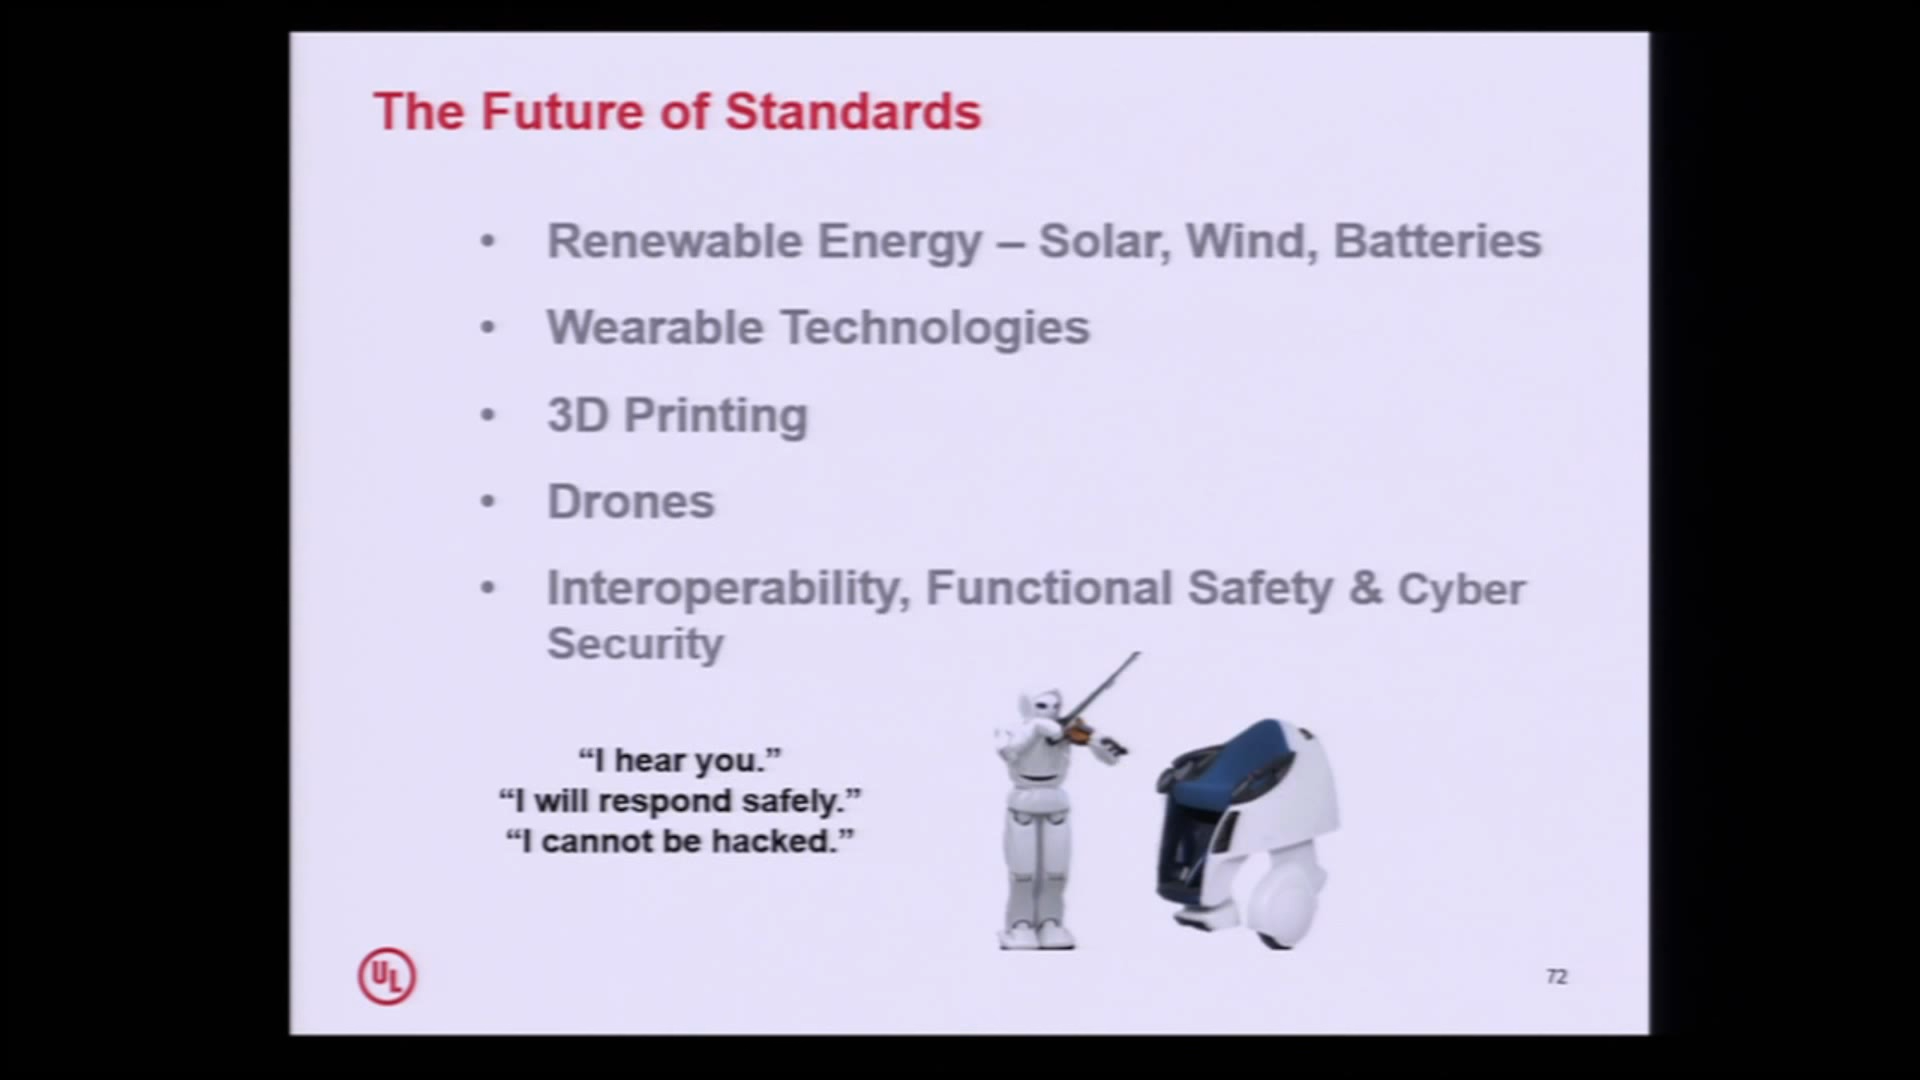 The Future of Standards
• Renewable Energy – Solar, Wind, Batteries
• Wearable Technologies
• 3D Printing
• Drones
• Interoperability, Functional Safety & Cyber
Security
“I hear you.”
“I will respond safely.”
“I cannot be hacked.”
UL
72